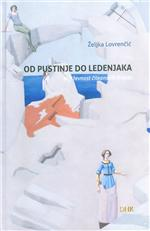 Željka Lovrenčić
OD PUSTINJE DO LEDENJAKA
DHK